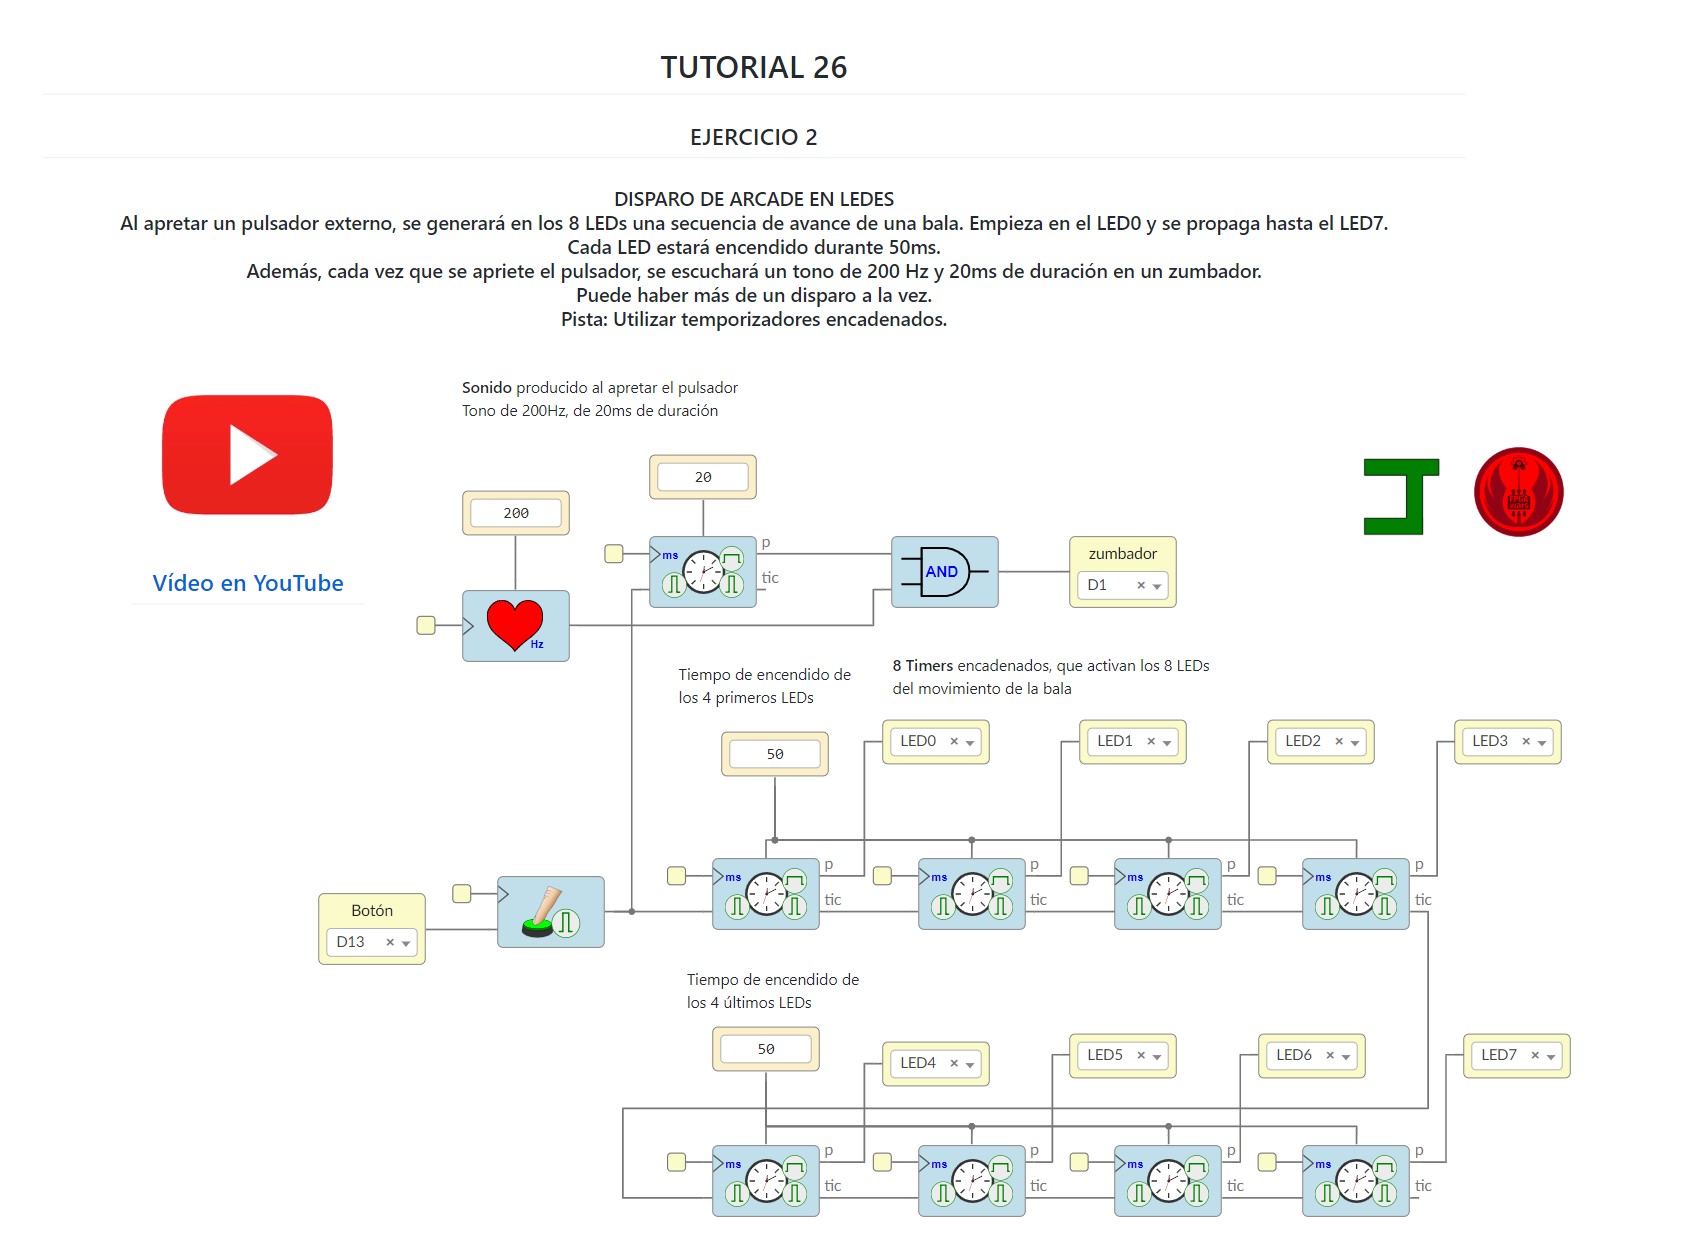 TUTORIAL 26
EJERCICIO 2
DISPARO DE ARCADE EN LEDES
Al apretar un pulsador externo, se generará en los 8 LEDs una secuencia de avance de una bala. Empieza en el LED0 y se propaga hasta el LED7.
Cada LED estará encendido durante 50ms.
Además, cada vez que se apriete el pulsador, se escuchará un tono de 200 Hz y 20ms de duración en un zumbador.
Puede haber más de un disparo a la vez.
Pista: Utilizar temporizadores encadenados.
Sonido producido al apretar el pulsador
Tono de 200Hz, de 20ms de duración
Vídeo en YouTube
20
200
ms
p
tic
AND
zumbador
D1
Hz
Tiempo de encendido de
los 4 primeros LEDs
8 Timers encadenados, que activan los 8 LEDs
del movimiento de la bala
50
LED0
LED1
LED2
LED3
ms
p
tic
ms
p
tic
ms
p
tic
ms
p
tic
Botón
D13
Tiempo de encendido de
los 4 últimos LEDs
50
LED4
LED5
LED6
LED7
ms
p
tic
ms
p
tic
ms
p
tic
ms
p
tic